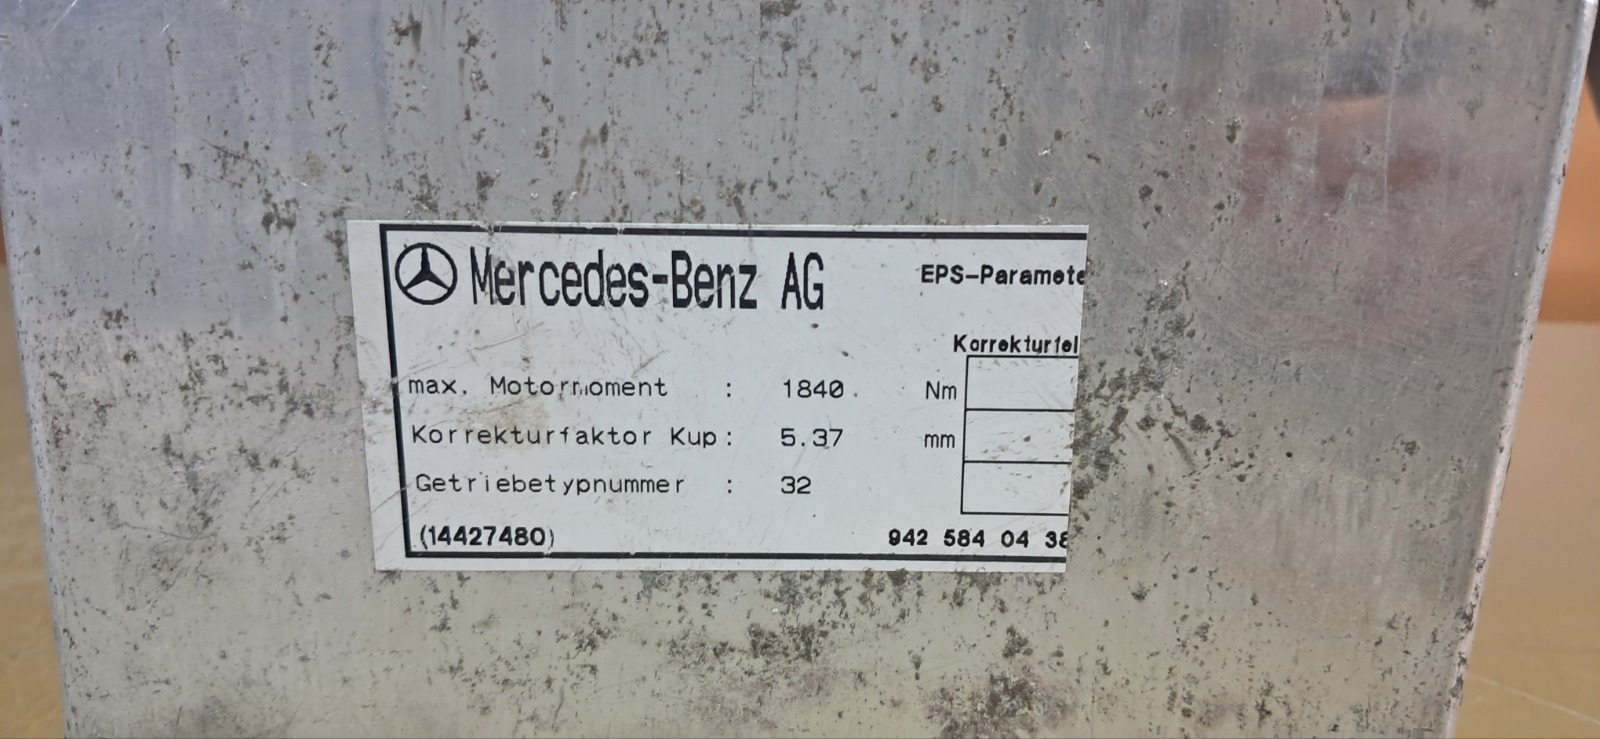 Mercedes-Benz AG EPS-Paramete
Korrekturfel
max. Motormoment : 1840 Nm
Korrekturfaktor Kup: 5.37 mm
Getriebetypnummer : 32
(14427480) 942 584 04 38